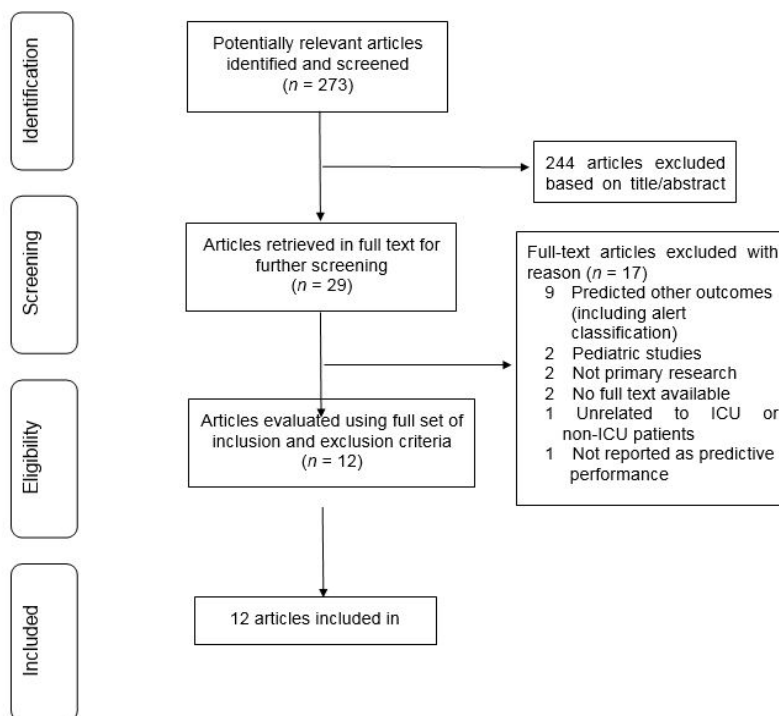 Identification
Potentially relevant articles
identified and screened
(n = 273)
244 articles excluded
based on title/abstract
Screening
Articles retrieved in full text for
further screening
(n = 29)
Full-text articles excluded with
reason (n = 17)
9 Predicted other outcomes
(including alert
classification)
2 Pediatric studies
2 Not primary research
2 No full text available
1 Unrelated to ICU or
non-ICU patients
1 Not reported as predictive
performance
Eligibility
Articles evaluated using full set of
inclusion and exclusion criteria
(n = 12)
Included
12 articles included in